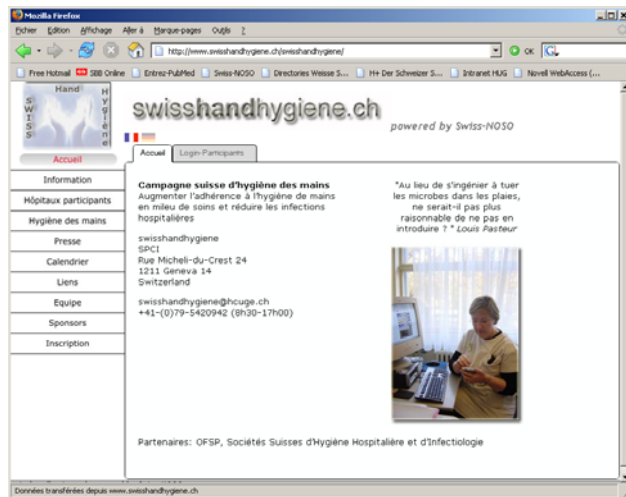 Mozilla Firefox
Fichier Edition Affichage Aller à Marque-pages Outils ?
http://www.swisshandhygiene.ch/swisshandhygiene/ OK G
Free Hotmail SBB Online Entrez-PubMed Swiss-NOSO Directories Weisse S... H+ Der Schweizer S... Intranet HUG Novell WebAccess (...
Hand
SWISS
Hygiène
swisshandhygiene.ch
powered by Swiss-NOSO
Accueil Login-Participants
Accueil
Information
Hôpitaux participants
Hygiène des mains
Presse
Calendrier
Liens
Equipe
Sponsors
Inscription
Campagne suisse d'hygiène des mains
Augmenter l'adhérence à l'hygiène de mains
en mileu de soins et réduire les infections
hospitalières
swisshandhygiene
SPCI
Rue Micheli-du-Crest 24
1211 Geneva 14
Switzerland
swisshandhygiene@hcuge.ch
+41-(0)79-5420942 (8h30-17h00)
"Au lieu de s'ingénier à tuer
les microbes dans les plaies,
ne serait-il pas plus
raisonnable de ne pas en
introduire ? " Louis Pasteur
Partenaires: OFSP, Sociétés Suisses d'Hygiène Hospitalière et d'Infectiologie
Données transférées depuis www.swisshandhygiene.ch